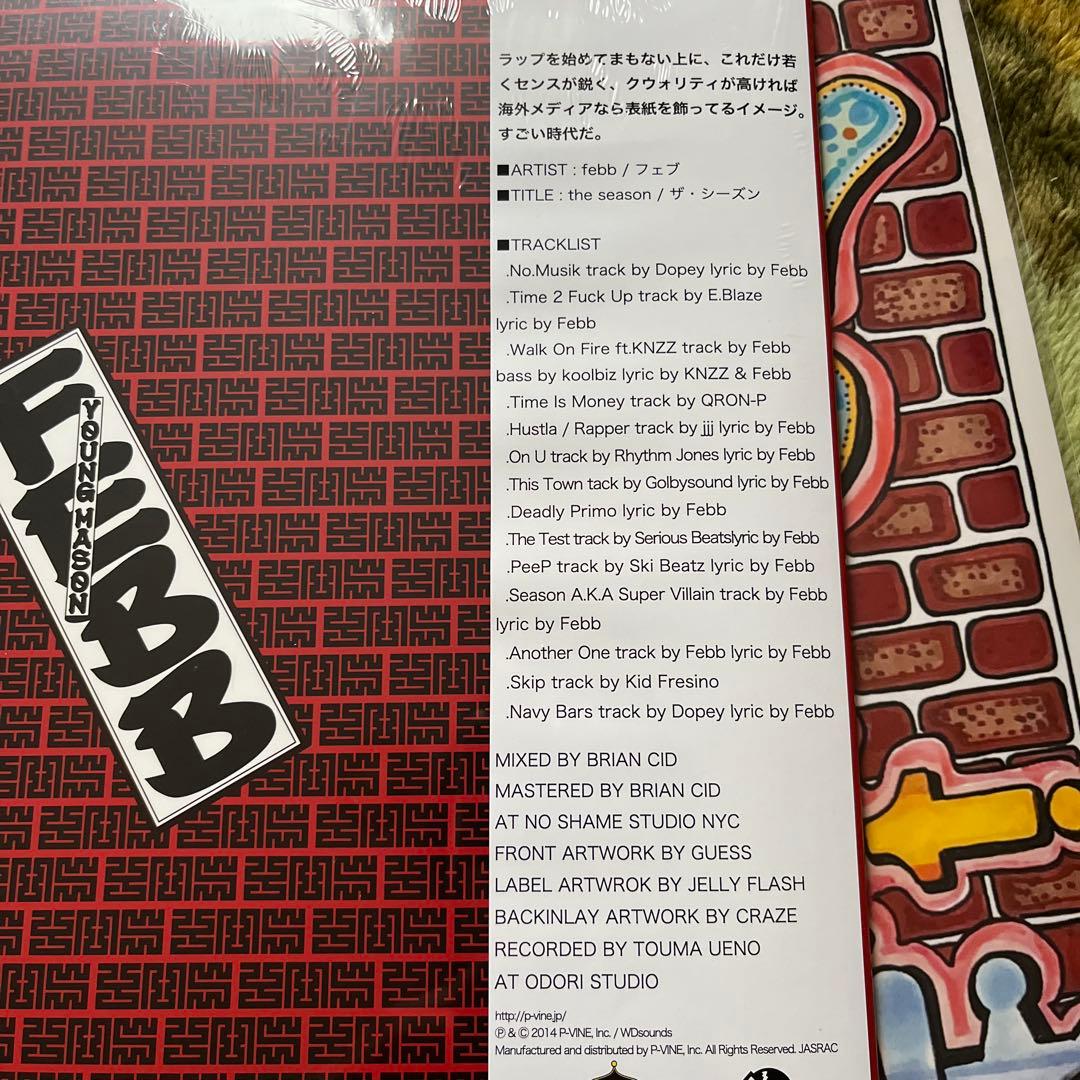 ラップを始めてまもない上に、これだけ若
くセンスが鋭く、クウォリティが高ければ
海外メディアなら表紙を飾ってるイメージ。
すごい時代だ。
■ARTIST : febb / フェブ
■TITLE : the season / ザ・シーズン
■TRACKLIST
.No.Musik track by Dopey lyric by Febb
.Time 2 Fuck Up track by E.Blaze
lyric by Febb
.Walk On Fire ft.KNZZ track by Febb
bass by koolbiz lyric by KNZZ & Febb
.Time Is Money track by QRON-P
.Hustla / Rapper track by jjj lyric by Febb
.On U track by Rhythm Jones lyric by Febb
.This Town tack by Golbysound lyric by Febb
.Deadly Primo lyric by Febb
.The Test track by Serious Beatslyric by Febb
.PeeP track by Ski Beatz lyric by Febb
.Season A.K.A Super Villain track by Febb
lyric by Febb
.Another One track by Febb lyric by Febb
.Skip track by Kid Fresino
.Navy Bars track by Dopey lyric by Febb
MIXED BY BRIAN CID
MASTERED BY BRIAN CID
AT NO SHAME STUDIO NYC
FRONT ARTWORK BY GUESS
LABEL ARTWROK BY JELLY FLASH
BACKINLAY ARTWORK BY CRAZE
RECORDED BY TOUMA UENO
AT ODORI STUDIO
http://p-vine.jp/
Ⓟ & © 2014 P-VINE, Inc. / WDsounds
Manufactured and distributed by P-VINE, Inc. All Rights Reserved. JASRAC
FEBB
YOUNG MASON